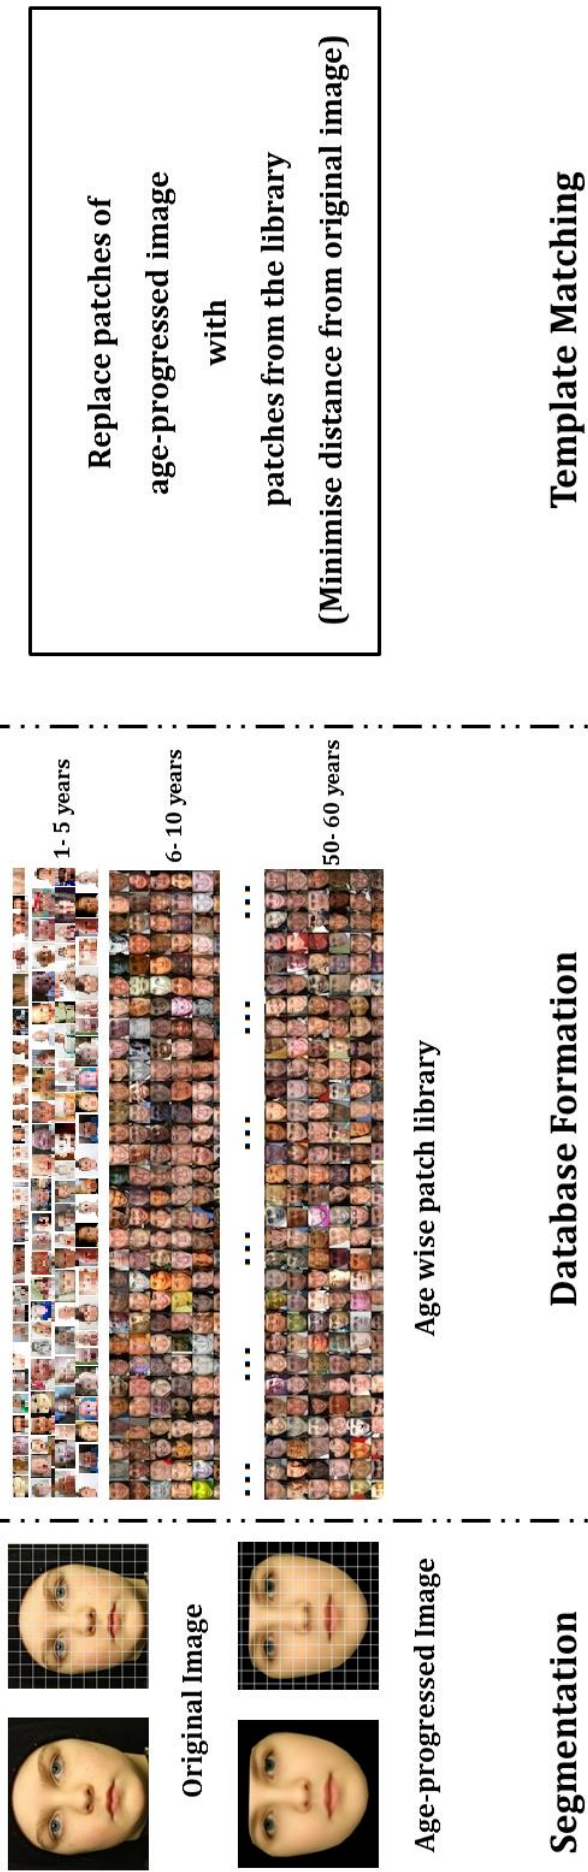 Original Image
Age-progressed Image
Segmentation
1- 5 years
6- 10 years
...
...
...
...
...
...
50- 60 years
Age wise patch library
Database Formation
Replace patches of
age-progressed image
with
patches from the library
(Minimise distance from original image)
Template Matching